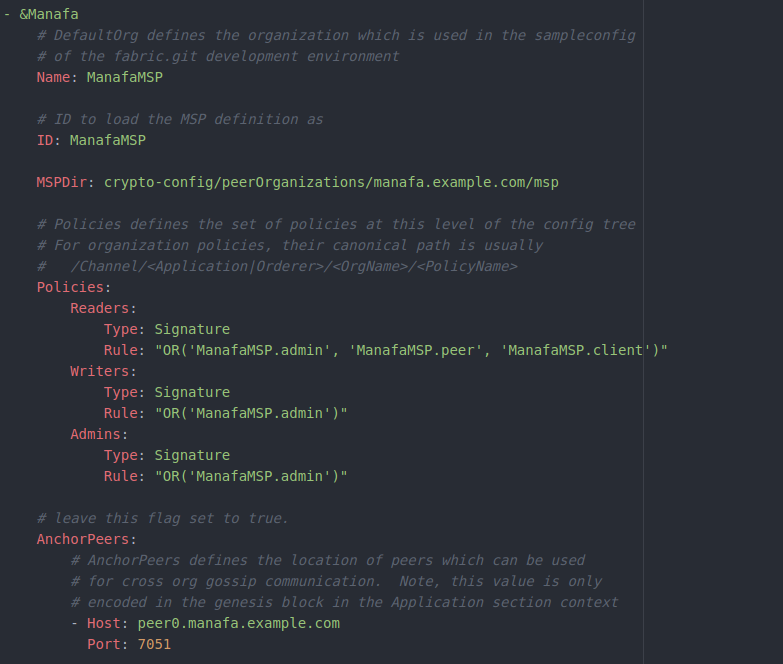 - &Manafa
# DefaultOrg defines the organization which is used in the sampleconfig
# of the fabric.git development environment
Name: ManafaMSP
# ID to load the MSP definition as
ID: ManafaMSP
MSPDir: crypto-config/peerOrganizations/manafa.example.com/msp
# Policies defines the set of policies at this level of the config tree
# For organization policies, their canonical path is usually
#   /Channel/<Application|Orderer>/<OrgName>/<PolicyName>
Policies:
Readers:
Type: Signature
Rule: "OR('ManafaMSP.admin', 'ManafaMSP.peer', 'ManafaMSP.client')"
Writers:
Type: Signature
Rule: "OR('ManafaMSP.admin')"
Admins:
Type: Signature
Rule: "OR('ManafaMSP.admin')"
# leave this flag set to true.
AnchorPeers:
# AnchorPeers defines the location of peers which can be used
# for cross org gossip communication.  Note, this value is only
# encoded in the genesis block in the Application section context
- Host: peer0.manafa.example.com
Port: 7051